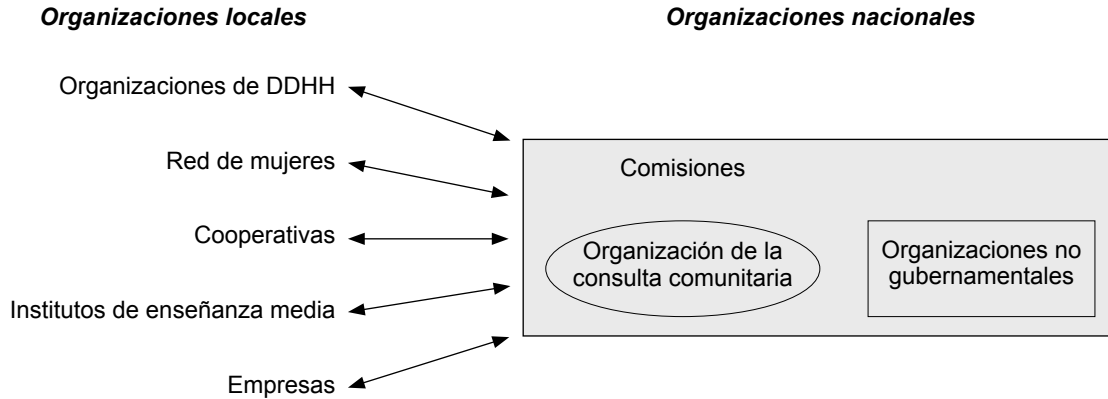 Organizaciones locales
Organizaciones nacionales
Organizaciones de DDHH
Red de mujeres
Cooperativas
Institutos de enseñanza media
Empresas
Comisiones
Organización de la
consulta comunitaria
Organizaciones no
gubernamentales